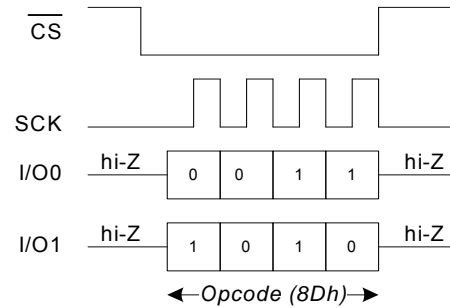 CS
SCK
hi-Z hi-Z
I/O0 0 0 1 1
hi-Z hi-Z
I/O1 1 0 1 0
Opcode (8Dh)